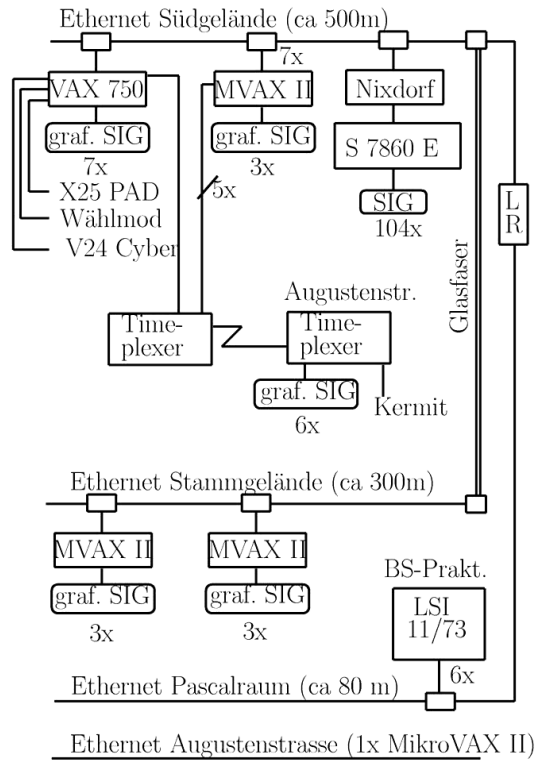 Ethernet Südgelände (ca 500m)
7x
VAX 750
MVAX II
Nixdorf
graf. SIG
graf. SIG
S 7860 E
7x
3x
X25 PAD
5x
SIG
L
R
Wählmod
104x
V24 Cyber
Glasfaser
Augustenstr.
Time-
plexer
Time-
plexer
graf. SIG
Kermit
6x
Ethernet Stammgelände (ca 300m)
MVAX II
MVAX II
graf. SIG
graf. SIG
3x
3x
BS-Prakt.
LSI
11/73
6x
Ethernet Pascalraum (ca 80 m)
Ethernet Augustenstrasse (1x MikroVAX II)